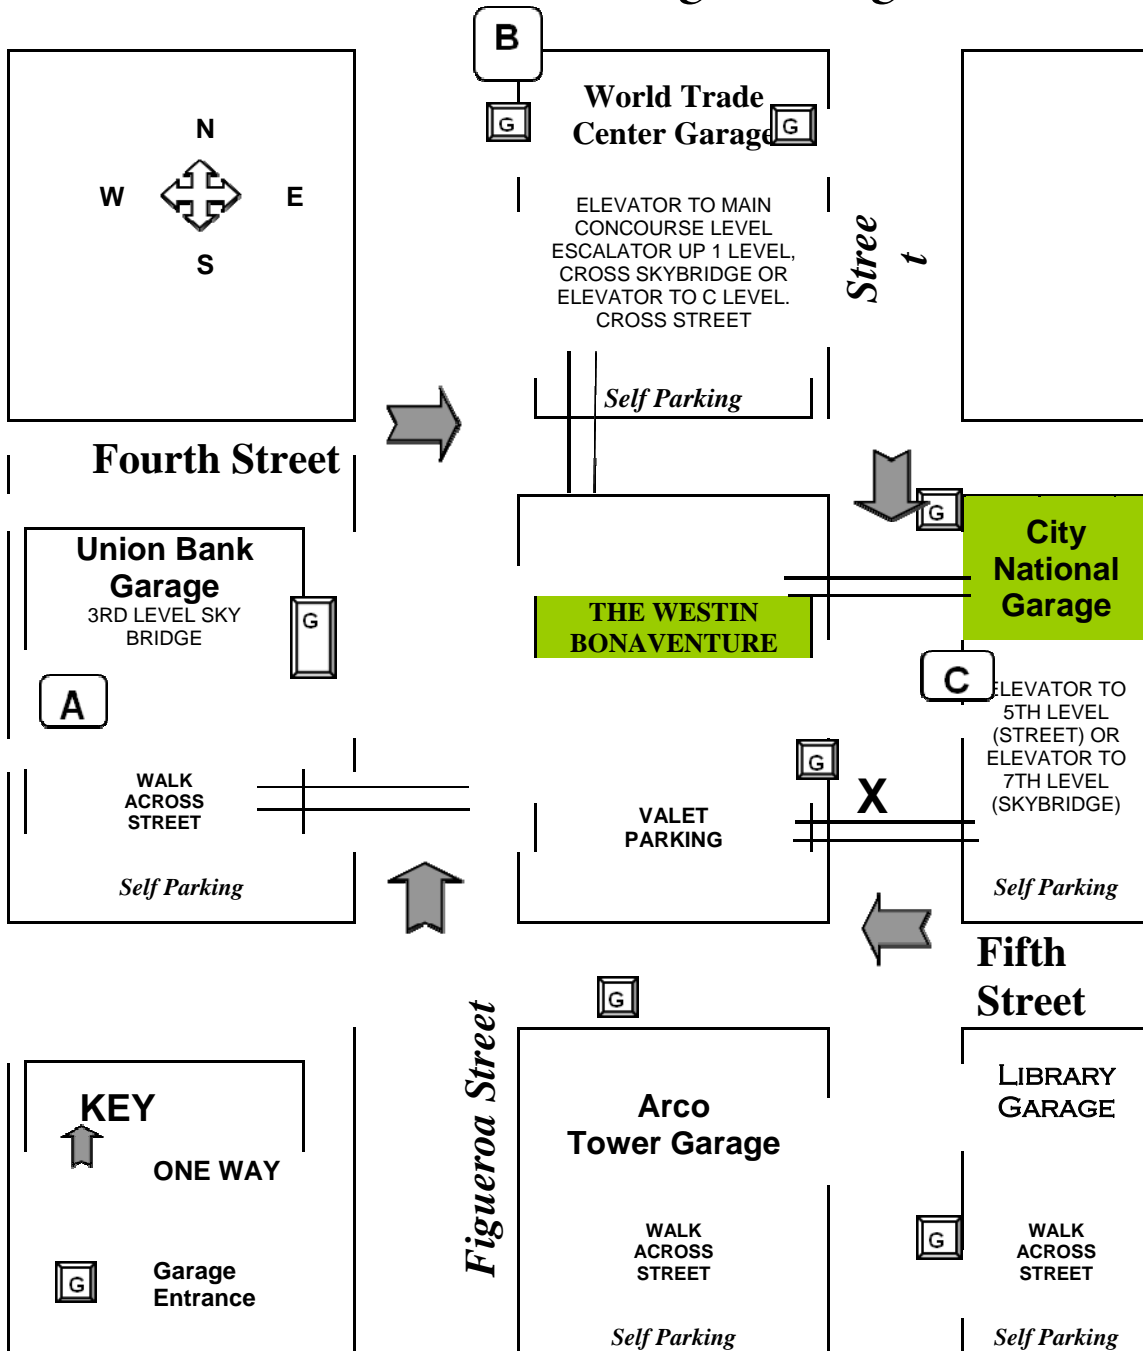 B
World Trade
Center Garage
G
G
N
W
E
S
ELEVATOR TO MAIN
CONCOURSE LEVEL
ESCALATOR UP 1 LEVEL,
CROSS SKYBRIDGE OR
ELEVATOR TO C LEVEL.
CROSS STREET
Stree
t
Self Parking
Fourth Street
Union Bank
Garage
3RD LEVEL SKY
BRIDGE
G
A
WALK
ACROSS
STREET
Self Parking
THE WESTIN
BONAVENTURE
G
VALET
PARKING
X
G
City
National
Garage
C
ELEVATOR TO
5TH LEVEL
(STREET) OR
ELEVATOR TO
7TH LEVEL
(SKYBRIDGE)
Self Parking
Fifth
Street
Figueroa Street
G
Arco
Tower Garage
WALK
ACROSS
STREET
Self Parking
LIBRARY
GARAGE
G
WALK
ACROSS
STREET
Self Parking
KEY
ONE WAY
G
Garage
Entrance